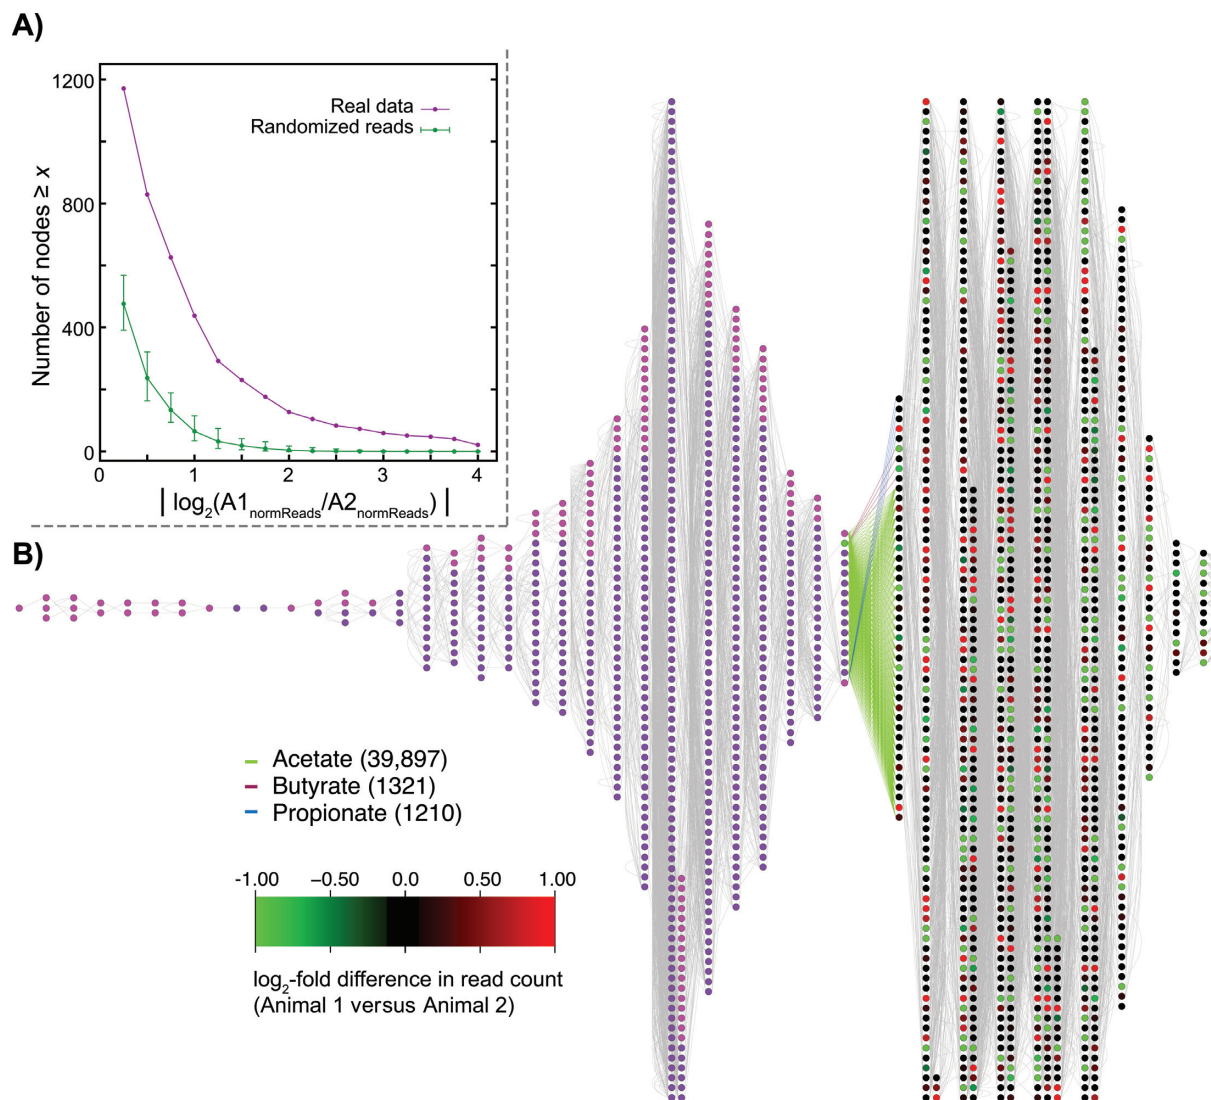 A)
1200
800
400
0
Number of nodes ≥ x
Real data
Randomized reads
0 1 2 3 4
| log2(A1normReads/A2normReads) |
B)
Acetate (39,897)
Butyrate (1321)
Propionate (1210)
-1.00 −0.50 0.0 0.50 1.00
log2-fold difference in read count
(Animal 1 versus Animal 2)